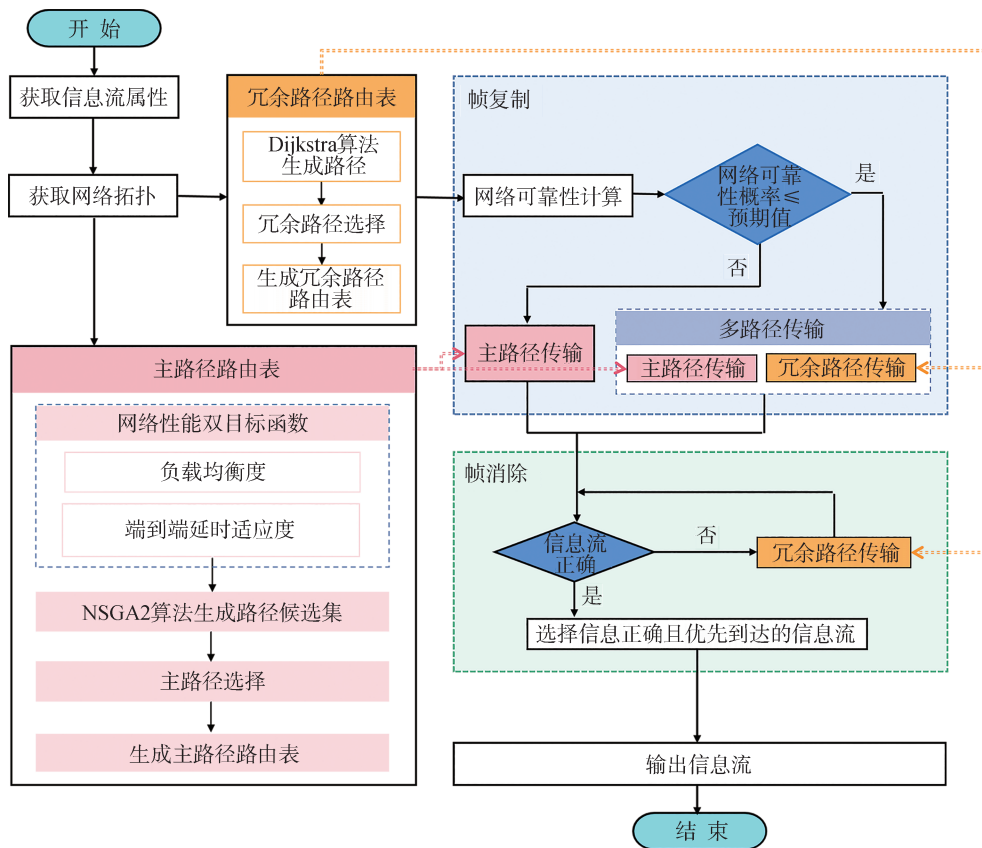 开 始
获取信息流属性
获取网络拓扑
冗余路径路由表
Dijkstra算法
生成路径
冗余路径选择
生成冗余路径
路由表
帧复制
网络可靠性计算
网络可靠
性概率≤
预期值
是
否
主路径传输
多路径传输
主路径传输
冗余路径传输
主路径路由表
网络性能双目标函数
负载均衡度
端到端延时适应度
NSGA2算法生成路径候选集
主路径选择
生成主路径路由表
帧消除
信息流
正确
否
冗余路径传输
是
选择信息正确且优先到达的信息流
输出信息流
结 束